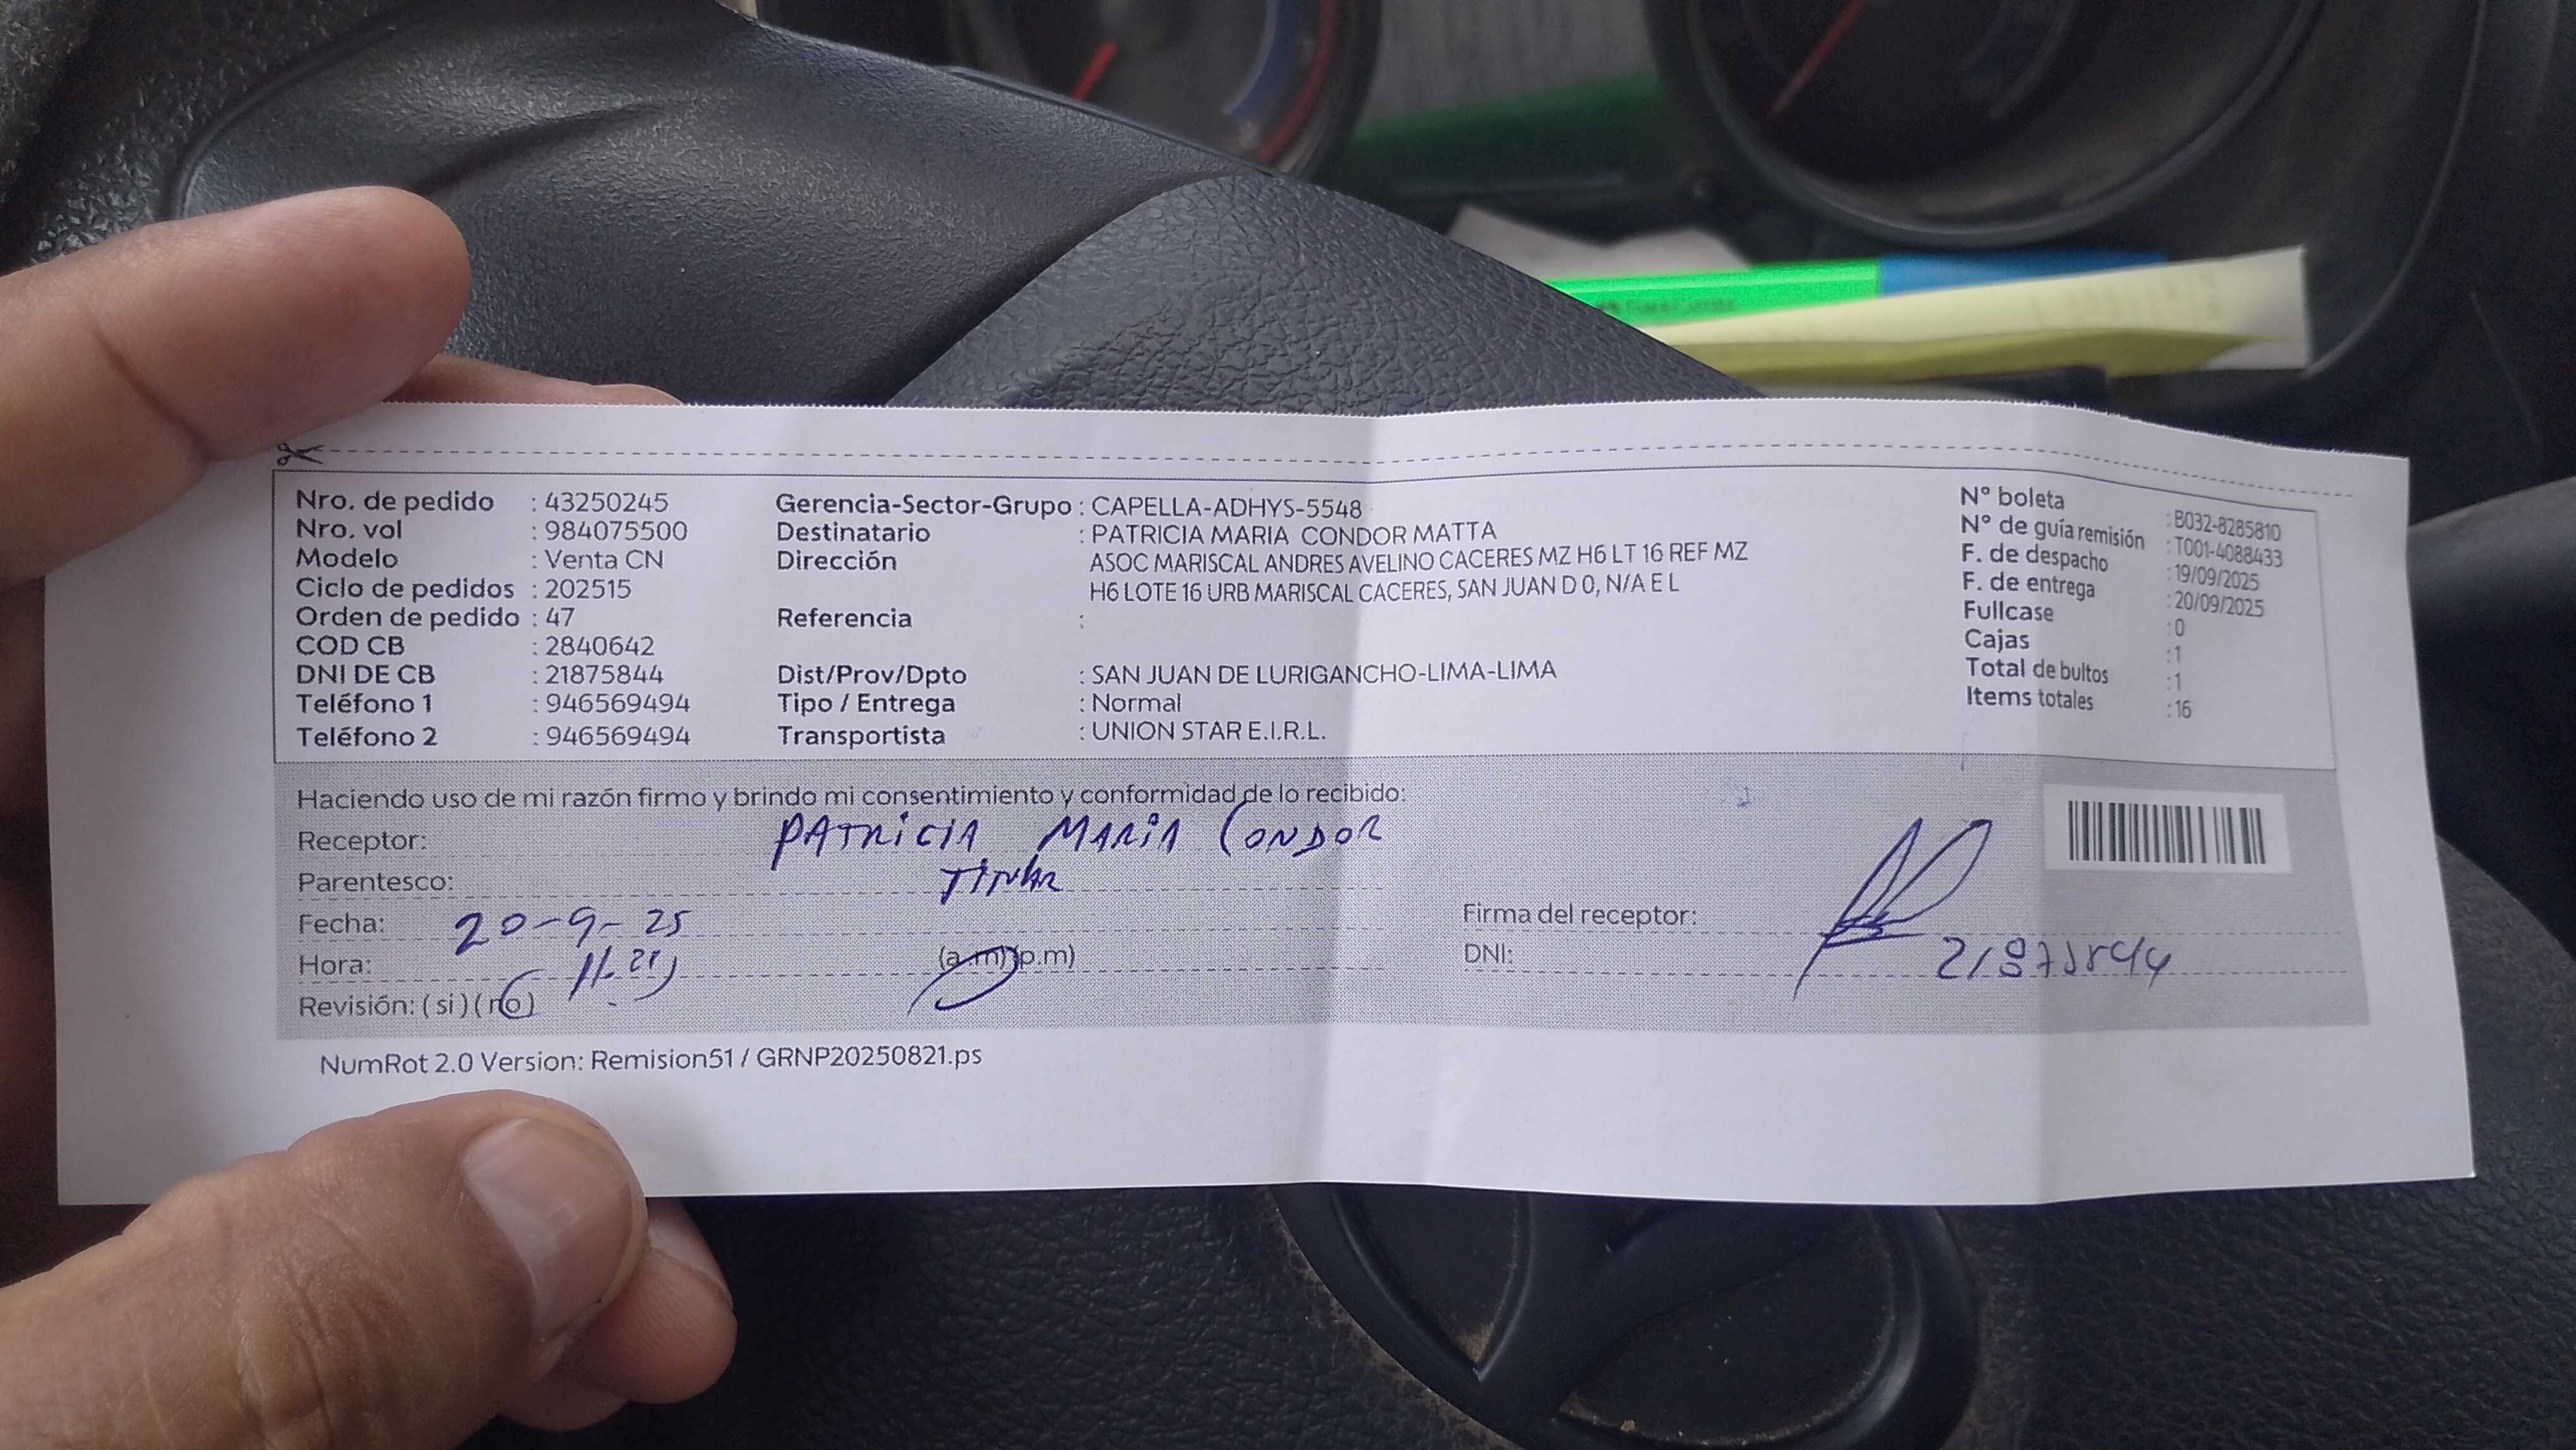 Nro. de pedido : 43250245
Nro. vol : 984075500
Modelo : Venta CN
Ciclo de pedidos : 202515
Orden de pedido : 47
COD CB : 2840642
DNI DE CB : 21875844
Teléfono 1 : 946569494
Teléfono 2 : 946569494
Gerencia-Sector-Grupo : CAPELLA-ADHYS-5548
Destinatario : PATRICIA MARIA CONDOR MATTA
Dirección ASOC MARISCAL ANDRES AVELINO CACERES MZ H6 LT 16 REF MZ
H6 LOTE 16 URB MARISCAL CACERES, SAN JUAN D 0, N/A E L
Referencia :
Dist/Prov/Dpto : SAN JUAN DE LURIGANCHO-LIMA-LIMA
Tipo / Entrega : Normal
Transportista : UNION STAR E.I.R.L.
N° boleta : B032-8285810
N° de guía remisión : T001-4088433
F. de despacho : 19/09/2025
F. de entrega : 20/09/2025
Fullcase : 0
Cajas : 1
Total de bultos : 1
Items totales : 16
Haciendo uso de mi razón firmo y brindo mi consentimiento y conformidad de lo recibido:
Receptor: PATRICIA MARIA CONDOR
Parentesco:
Fecha: 20-9-25
Hora: (a.m)(p.m)
Revisión: (si) (no)
Firma del receptor:
DNI: 21875844
NumRot 2.0 Version: Remision51 / GRNP20250821.ps